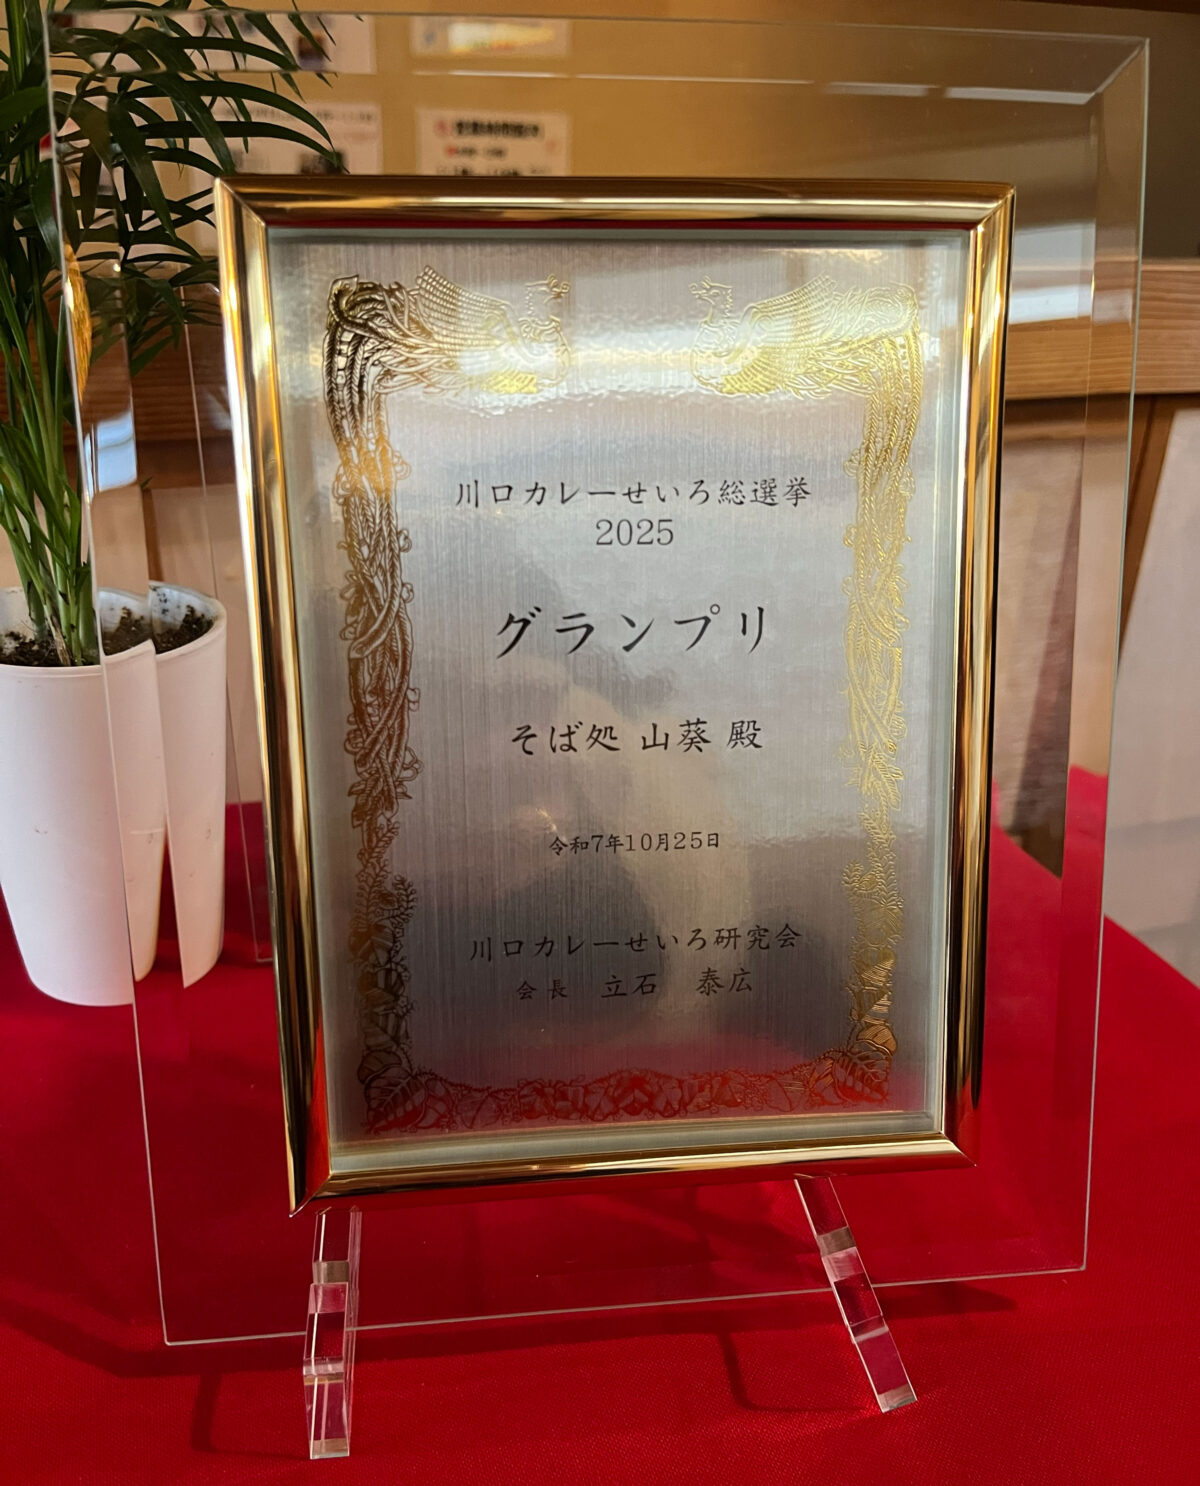 川口カレーせいろ総選挙
2025
グランプリ
そば処 山葵 殿
令和7年10月25日
川口カレーせいろ研究会
会長 立石 泰広